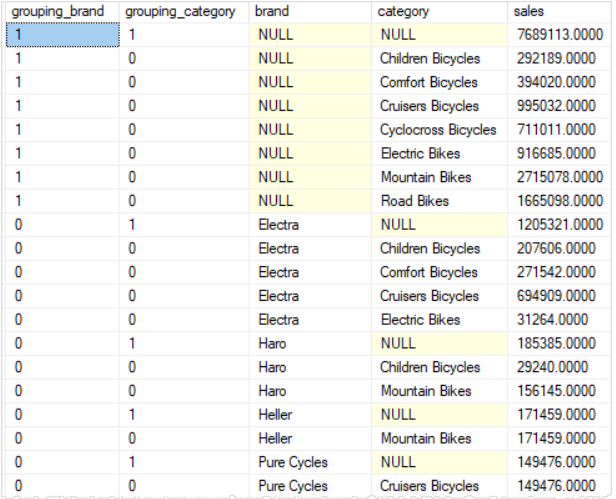 grouping_brand grouping_category brand category sales
1 1 NULL NULL 7689113.0000
1 0 NULL Children Bicycles 292189.0000
1 0 NULL Comfort Bicycles 394020.0000
1 0 NULL Cruisers Bicycles 995032.0000
1 0 NULL Cyclocross Bicycles 711011.0000
1 0 NULL Electric Bikes 916685.0000
1 0 NULL Mountain Bikes 2715078.0000
1 0 NULL Road Bikes 1665098.0000
0 1 Electra NULL 1205321.0000
0 0 Electra Children Bicycles 207606.0000
0 0 Electra Comfort Bicycles 271542.0000
0 0 Electra Cruisers Bicycles 694909.0000
0 0 Electra Electric Bikes 31264.0000
0 1 Haro NULL 185385.0000
0 0 Haro Children Bicycles 29240.0000
0 0 Haro Mountain Bikes 156145.0000
0 1 Heller NULL 171459.0000
0 0 Heller Mountain Bikes 171459.0000
0 1 Pure Cycles NULL 149476.0000
0 0 Pure Cycles Cruisers Bicycles 149476.0000